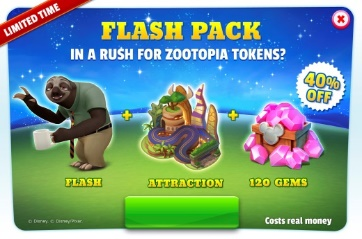 LIMITED TIME
FLASH PACK
IN A RUSH FOR ZOOTOPIA TOKENS?
40%
OFF
+
+
FLASH
ATTRACTION
120 GEMS
© Disney © Disney/Pixar
Costs real money